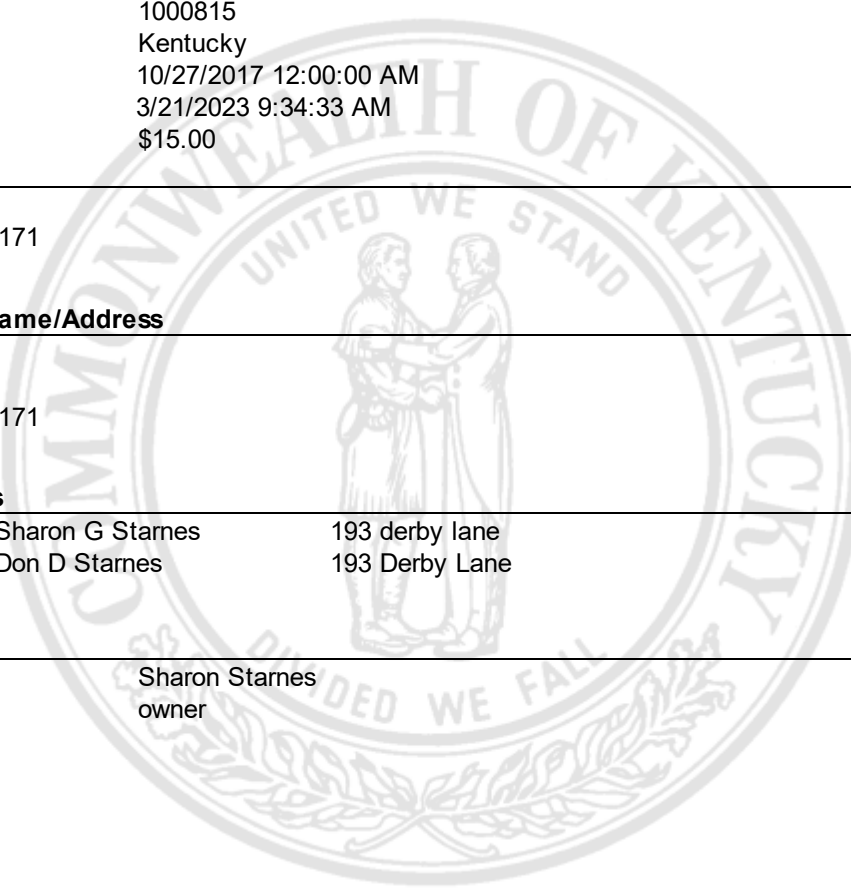 1000815
Kentucky
10/27/2017 12:00:00 AM
3/21/2023 9:34:33 AM
$15.00
171
ame/Address
171
s
Sharon G Starnes 193 derby lane
Don D Starnes 193 Derby Lane
Sharon Starnes
owner
COMMONWEALTH OF KENTUCKY
UNITED WE STAND
DIVIDED WE FALL